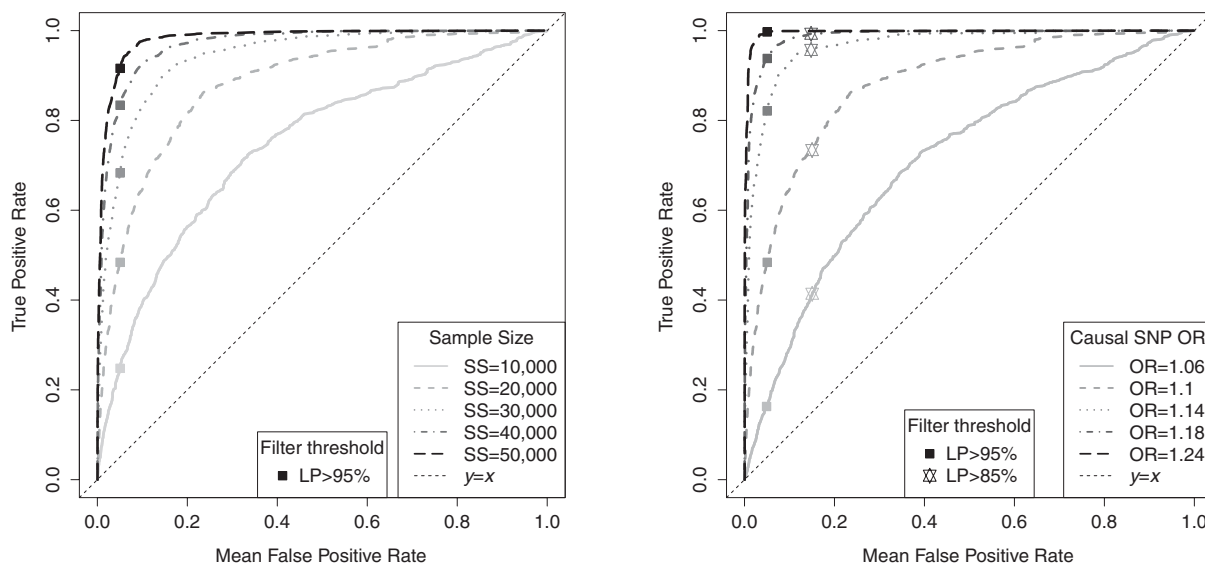 True Positive Rate
1.0
0.8
0.6
0.4
0.2
0.0
Sample Size
SS=10,000
SS=20,000
SS=30,000
SS=40,000
SS=50,000
y=x
Filter threshold
LP>95%
0.0 0.2 0.4 0.6 0.8 1.0
Mean False Positive Rate
True Positive Rate
1.0
0.8
0.6
0.4
0.2
0.0
Causal SNP OR
OR=1.06
OR=1.1
OR=1.14
OR=1.18
OR=1.24
y=x
Filter threshold
LP>95%
LP>85%
0.0 0.2 0.4 0.6 0.8 1.0
Mean False Positive Rate